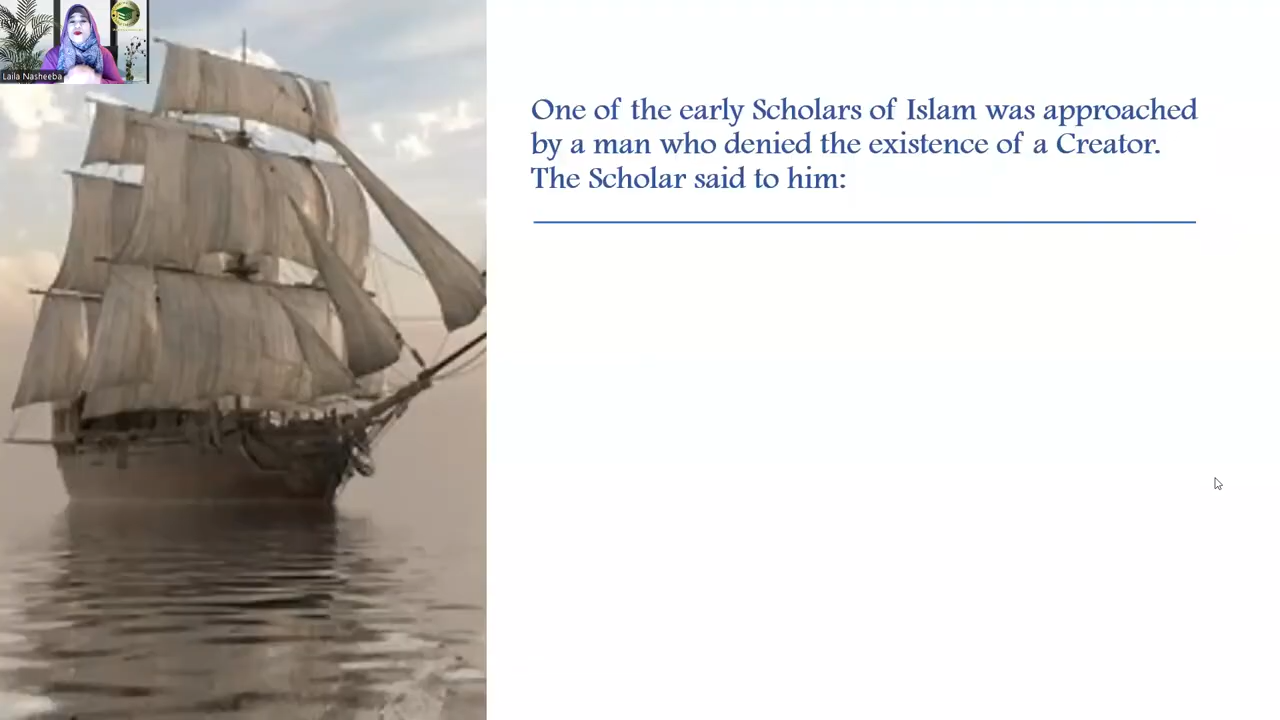 Laila Nasheeba
One of the early Scholars of Islam was approached
by a man who denied the existence of a Creator.
The Scholar said to him: